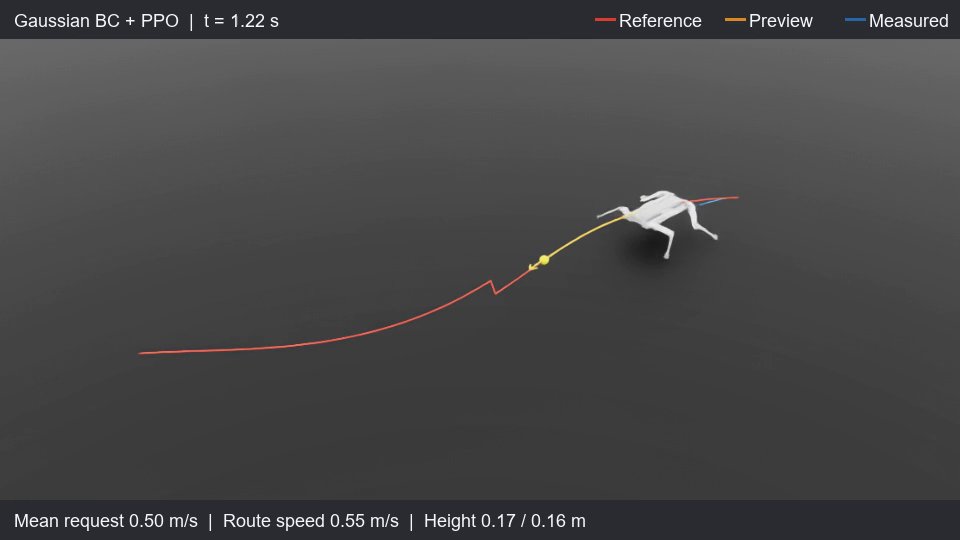 Gaussian BC + PPO | t = 1.22 s
Reference
Preview
Measured
Mean request 0.50 m/s | Route speed 0.55 m/s | Height 0.17 / 0.16 m